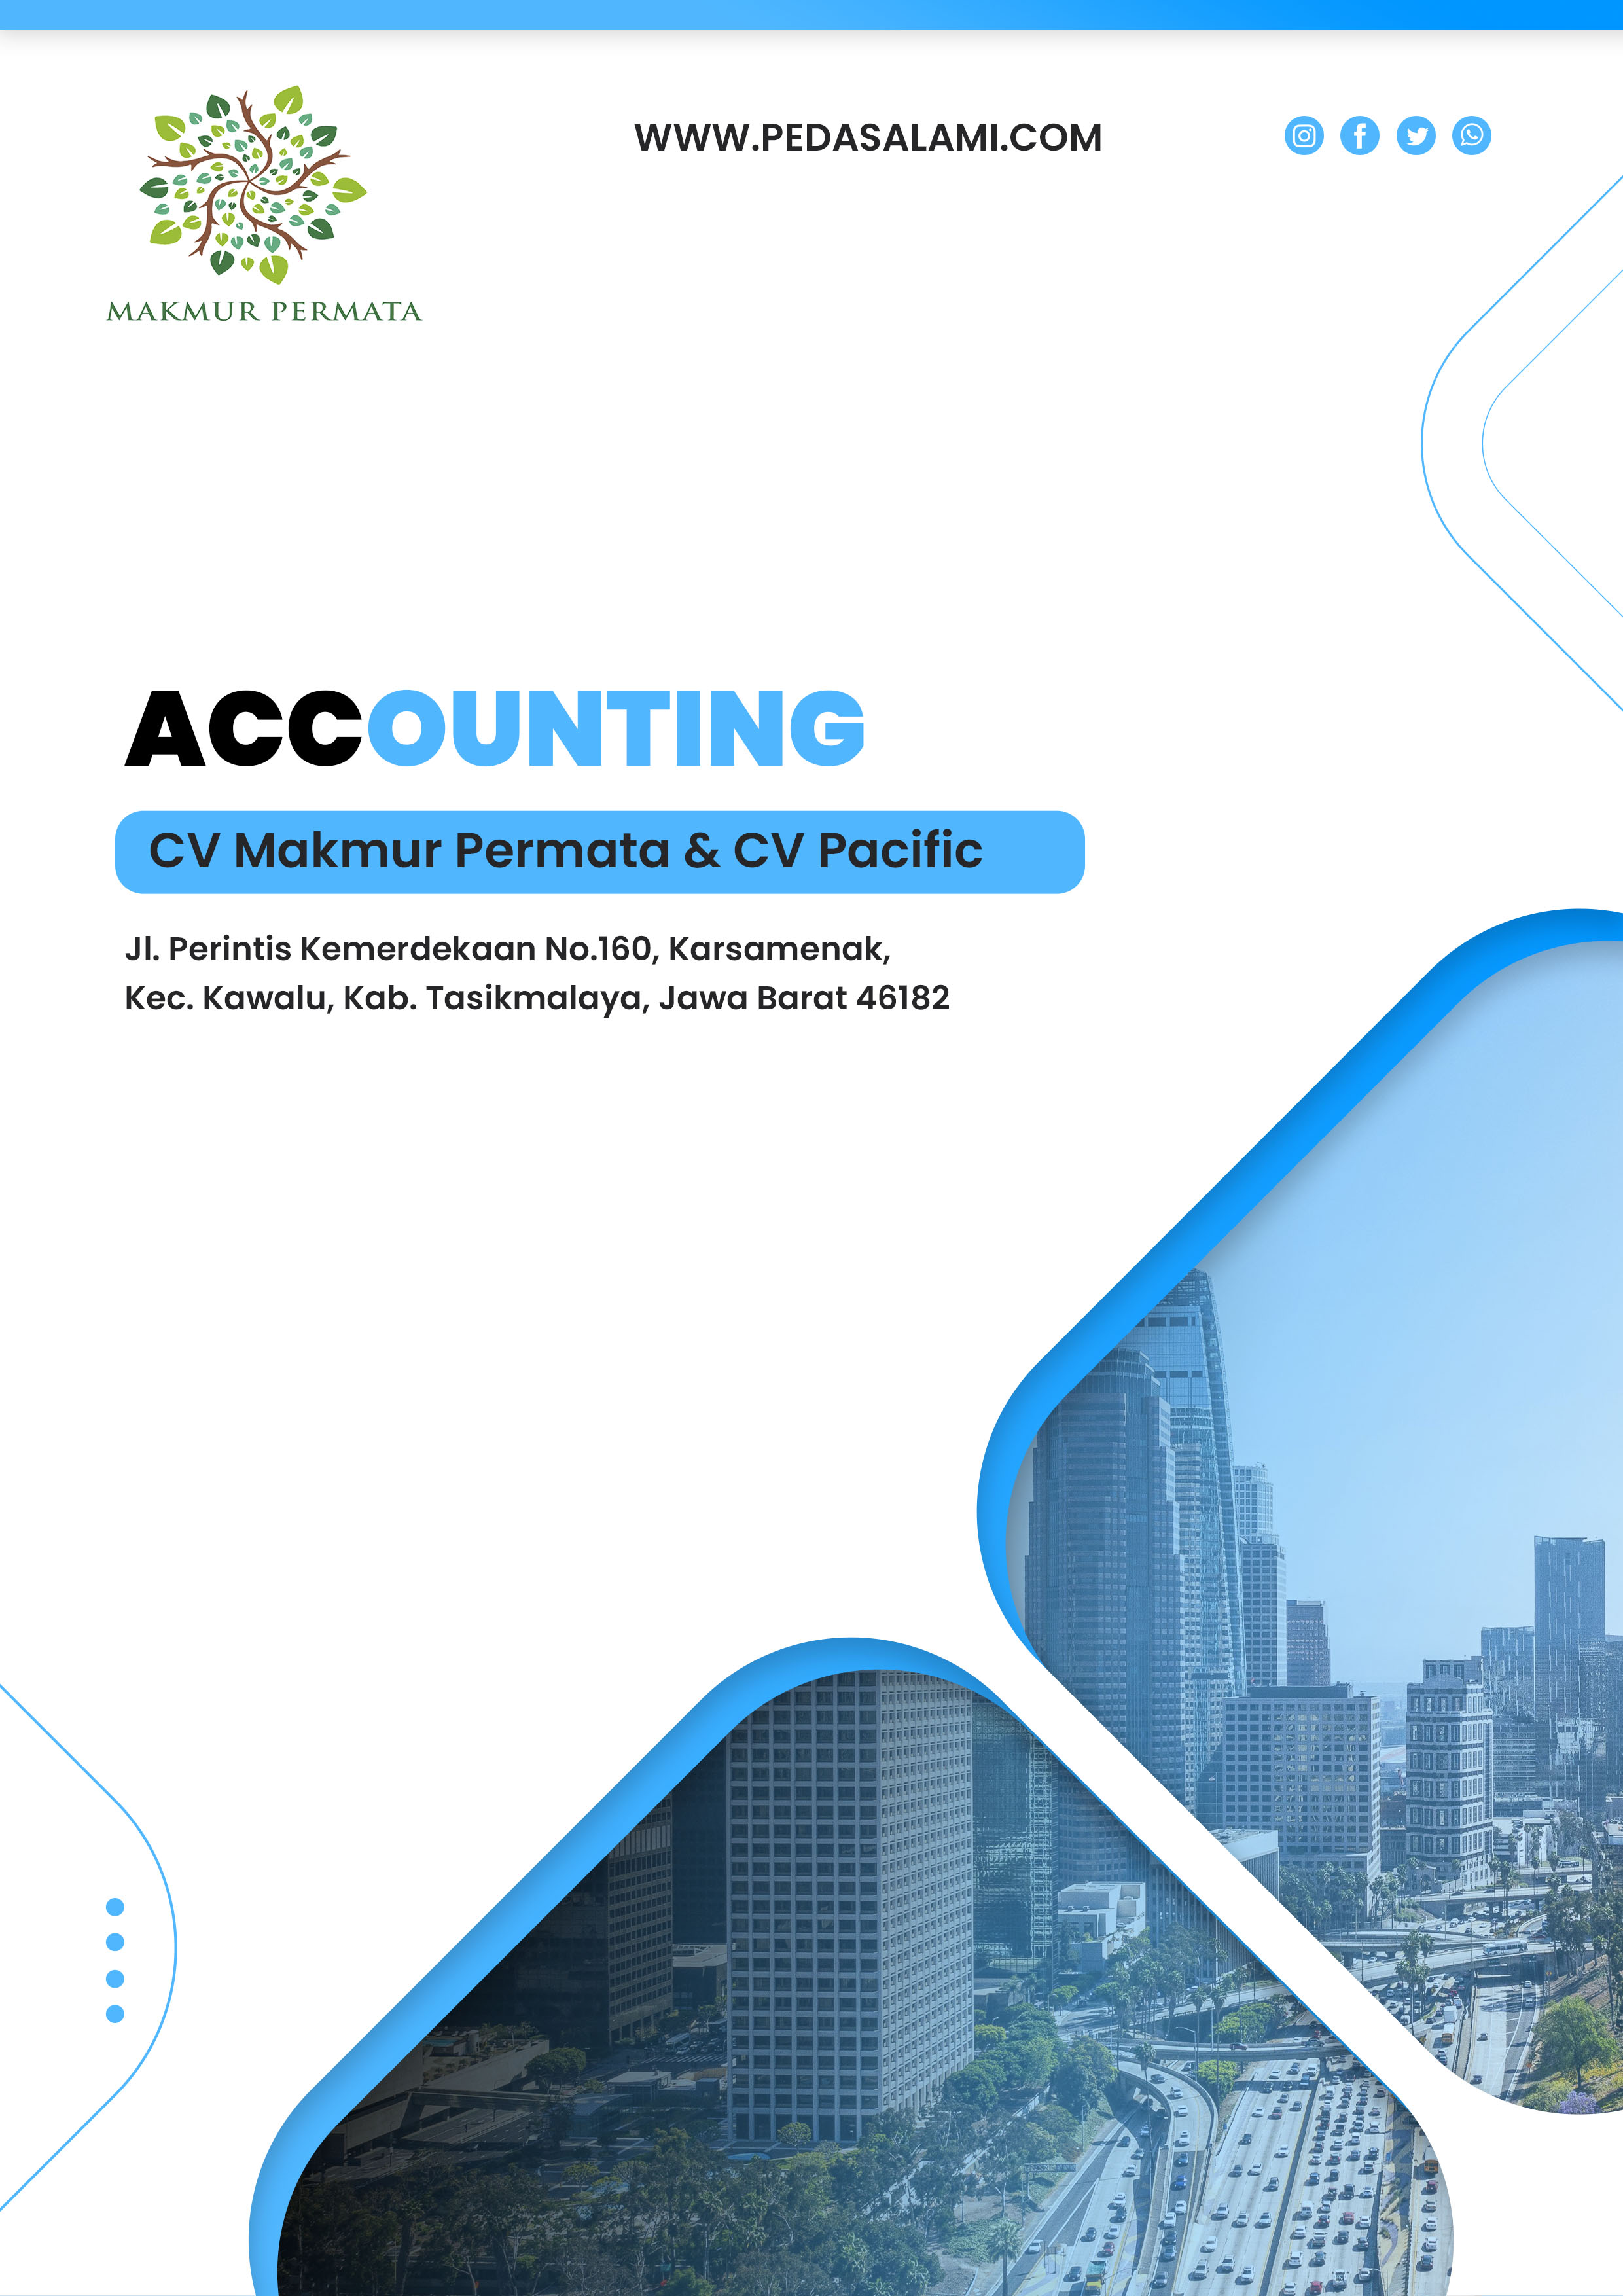 WWW.PEDASALAMI.COM
MAKMUR PERMATA
ACCOUNTING
CV Makmur Permata & CV Pacific
Jl. Perintis Kemerdekaan No.160, Karsamenak,
Kec. Kawalu, Kab. Tasikmalaya, Jawa Barat 46182